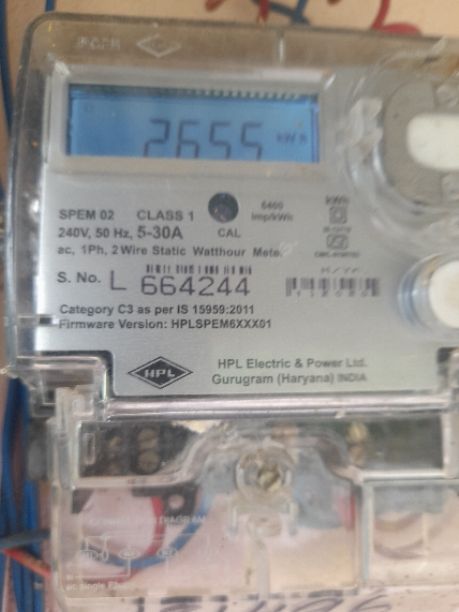 2655 kWh
SPEM 02 CLASS 1
CAL
6400
imp/kWh
kWh
240V, 50 Hz, 5-30A
ac, 1Ph, 2 Wire Static Watthour Meter
S. No. L 664244
Category C3 as per IS 15959:2011
Firmware Version: HPLSPEM6XXX01
HPL
HPL Electric & Power Ltd.
Gurugram (Haryana) INDIA
DIAGRAM